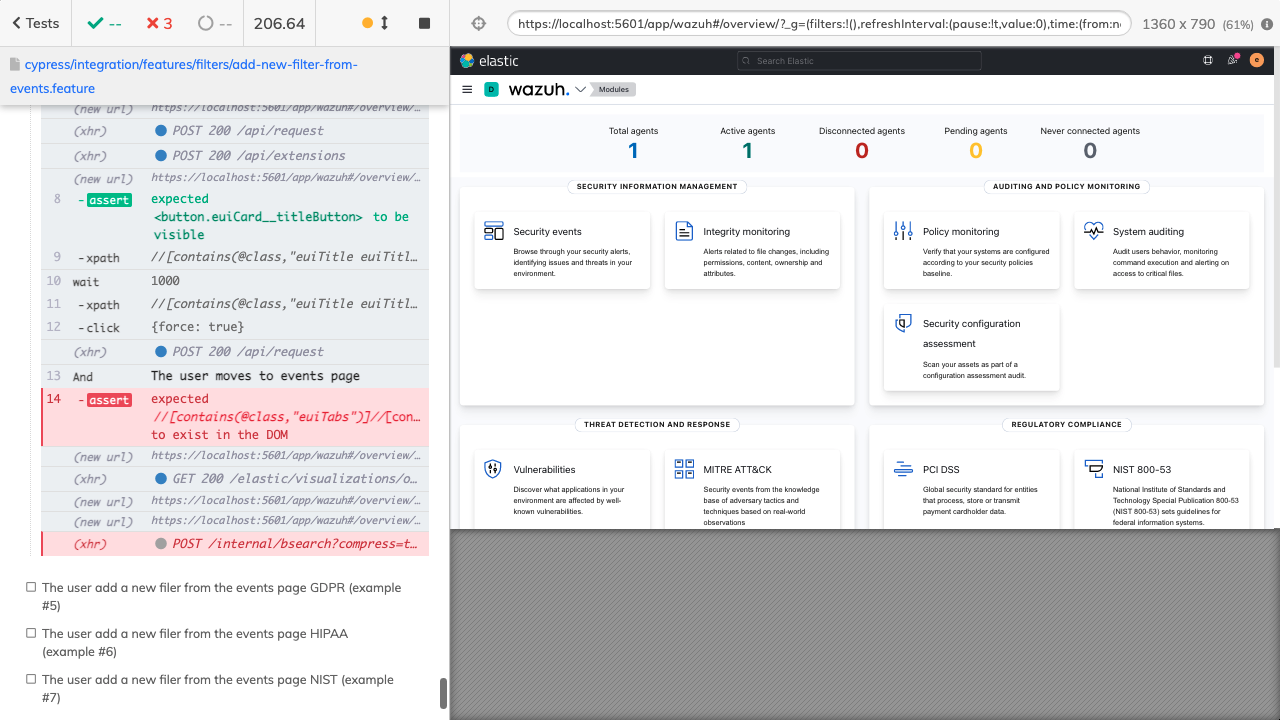 Tests
--
3
--
206.64
https://localhost:5601/app/wazuh#/overview/?_g=(filters:!(),refreshInterval:(pause:!t,value:0),time:(from:n
1360 x 790 (61%)
cypress/integration/features/filters/add-new-filter-from-
events.feature
(new url) https://localhost:5601/app/wazuh#/overview/…
(xhr) POST 200 /api/request
(xhr) POST 200 /api/extensions
(new url) https://localhost:5601/app/wazuh#/overview/…
8 -assert expected
<button.euiCard__titleButton> to be
visible
9 -xpath //[contains(@class,"euiTitle euiTitl…
10 wait 1000
11 -xpath //[contains(@class,"euiTitle euiTitl…
12 -click {force: true}
(xhr) POST 200 /api/request
13 And The user moves to events page
14 -assert expected
//[contains(@class,"euiTabs")]//[con…
to exist in the DOM
(new url) https://localhost:5601/app/wazuh#/overview/…
(xhr) GET 200 /elastic/visualizations/o…
(new url) https://localhost:5601/app/wazuh#/overview/…
(new url) https://localhost:5601/app/wazuh#/overview/…
(xhr) POST /internal/bsearch?compress=t…
The user add a new filer from the events page GDPR (example
#5)
The user add a new filer from the events page HIPAA
(example #6)
The user add a new filer from the events page NIST (example
#7)
elastic
Search Elastic
e
D
wazuh.
Modules
Total agents
1
Active agents
1
Disconnected agents
0
Pending agents
0
Never connected agents
0
SECURITY INFORMATION MANAGEMENT
Security events
Browse through your security alerts,
identifying issues and threats in your
environment.
Integrity monitoring
Alerts related to file changes, including
permissions, content, ownership and
attributes.
AUDITING AND POLICY MONITORING
Policy monitoring
Verify that your systems are configured
according to your security policies
baseline.
System auditing
Audit users behavior, monitoring
command execution and alerting on
access to critical files.
Security configuration
assessment
Scan your assets as part of a
configuration assessment audit.
THREAT DETECTION AND RESPONSE
Vulnerabilities
Discover what applications in your
environment are affected by well-
known vulnerabilities.
MITRE ATT&CK
Security events from the knowledge
base of adversary tactics and
techniques based on real-world
observations
REGULATORY COMPLIANCE
PCI DSS
Global security standard for entities
that process, store or transmit
payment cardholder data.
NIST 800-53
National Institute of Standards and
Technology Special Publication 800-53
(NIST 800-53) sets guidelines for
federal information systems.